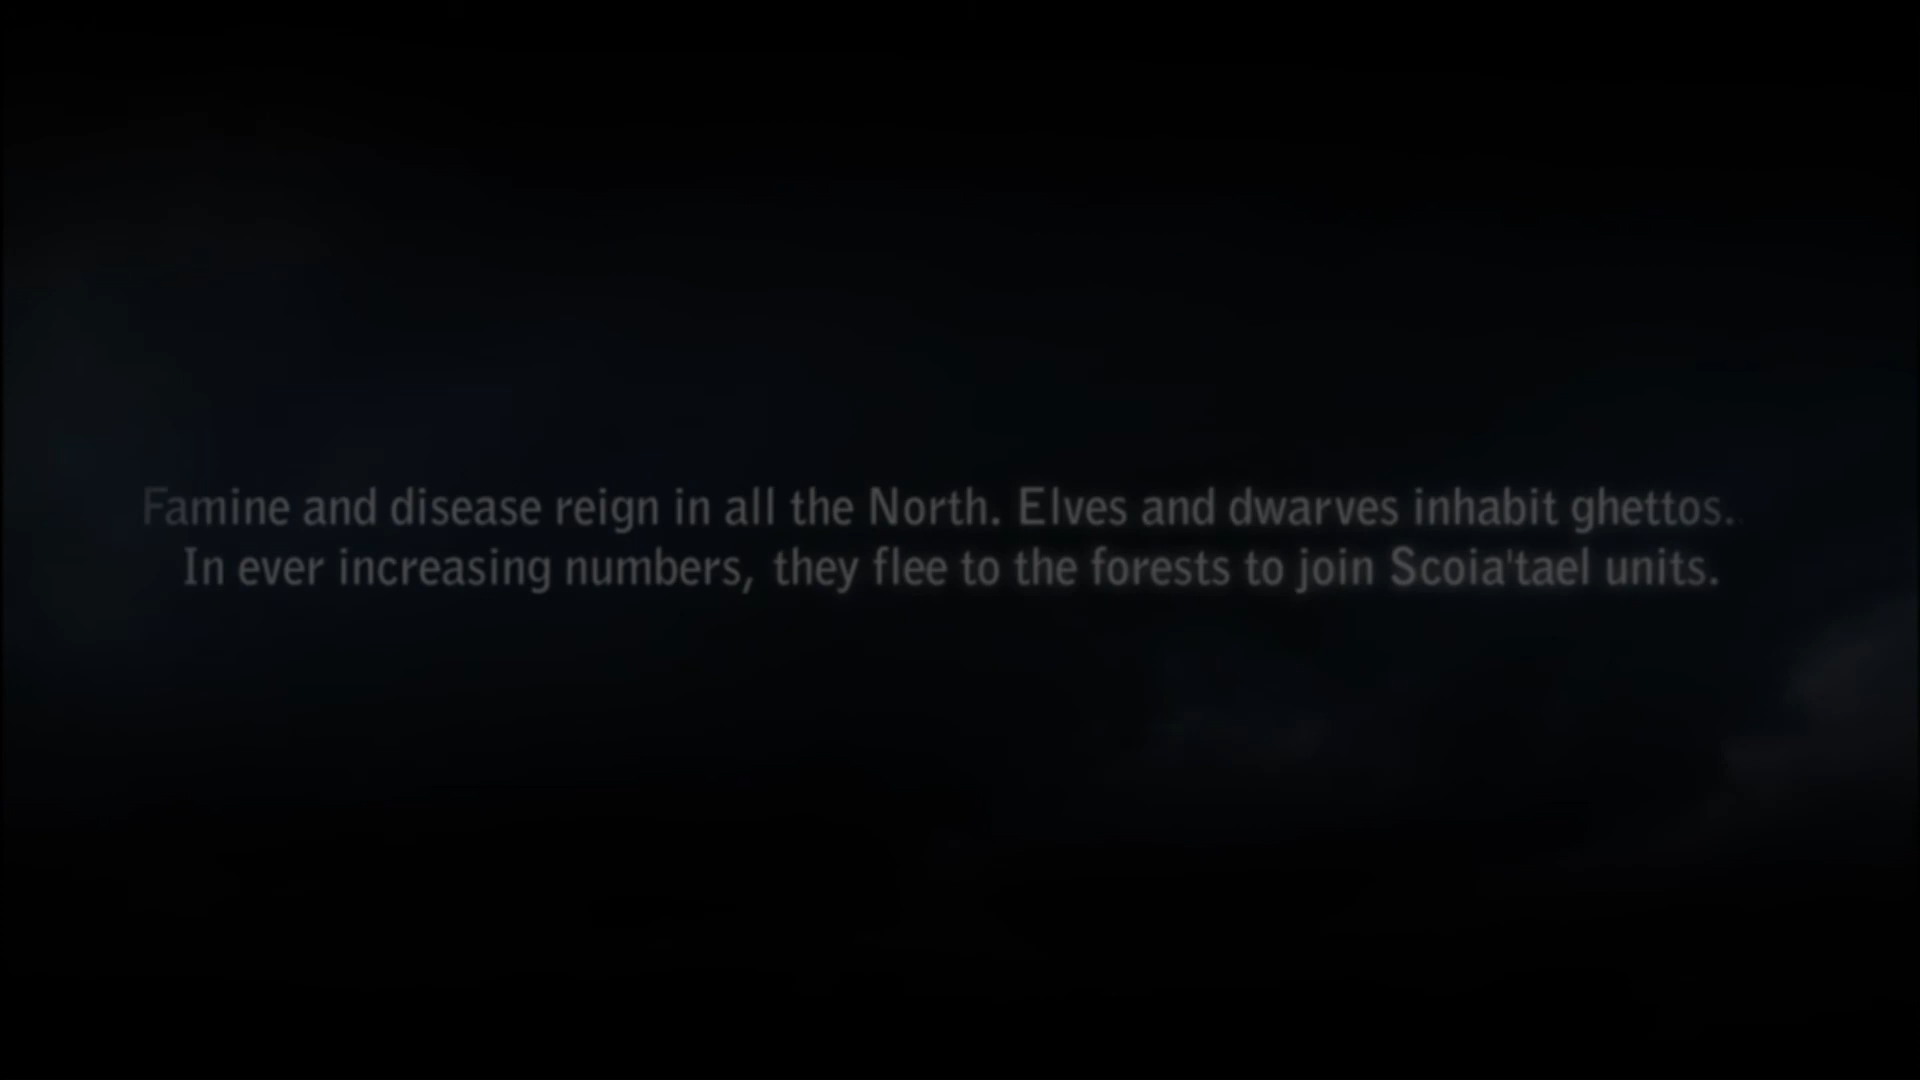 Famine and disease reign in all the North. Elves and dwarves inhabit ghettos.
In ever increasing numbers, they flee to the forests to join Scoia'tael units.